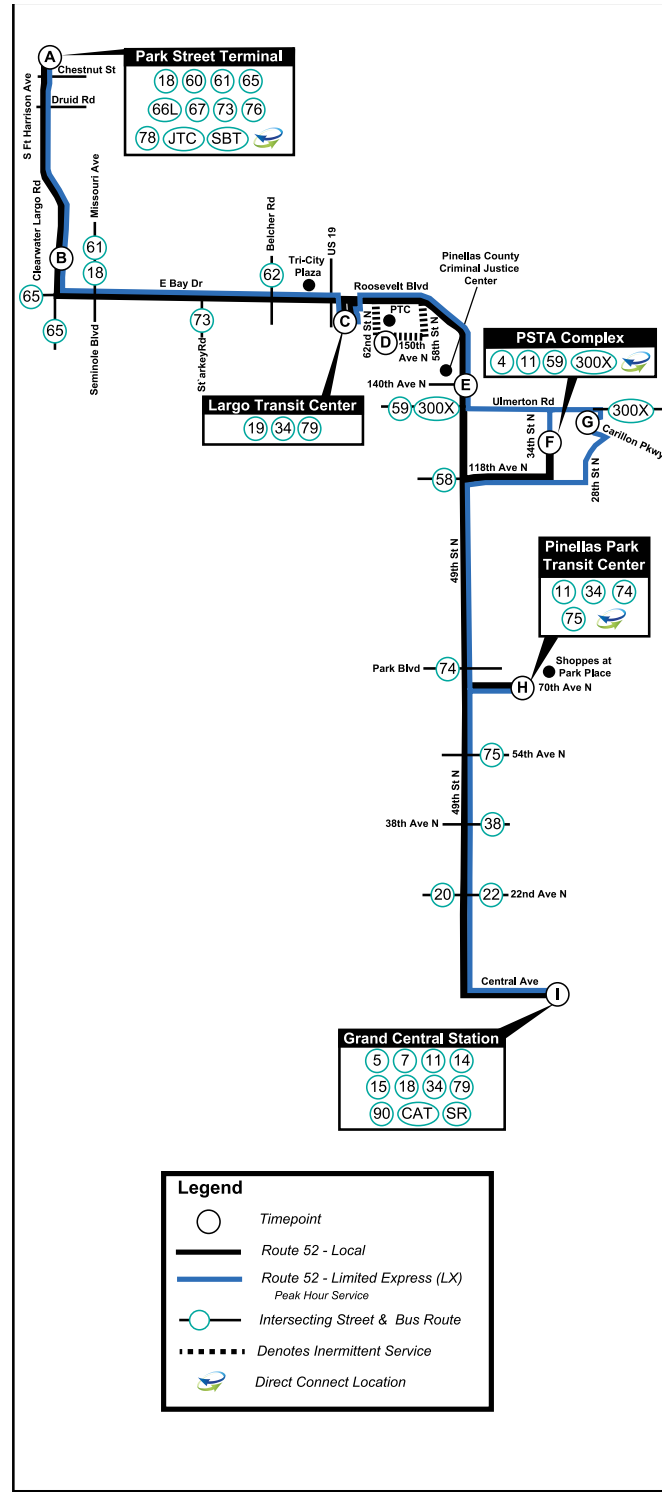 A
Park Street Terminal
18 60 61 65
66L 67 73 76
78 JTC SBT
Chestnut St
Druid Rd
S Ft Harrison Ave
Clearwater Largo Rd
Missouri Ave
61
18
B
65
65
Seminole Blvd
E Bay Dr
73
St arkeyRd
Belcher Rd
62
Tri-City
Plaza
US 19
C
Roosevelt Blvd
62nd St N
PTC
D
150th
Ave N
58th St N
Pinellas County
Criminal Justice
Center
140th Ave N
E
Largo Transit Center
19 34 79
PSTA Complex
4 11 59 300X
59 300X
Ulmerton Rd
300X
34th St N
F
G
Carillon Pkwy
28th St N
118th Ave N
58
49th St N
Pinellas Park
Transit Center
11 34 74
75
Park Blvd
74
Shoppes at
Park Place
H
70th Ave N
75
54th Ave N
49th St N
38th Ave N
38
20
22
22nd Ave N
Central Ave
I
Grand Central Station
5 7 11 14
15 18 34 79
90 CAT SR
Legend
Timepoint
Route 52 - Local
Route 52 - Limited Express (LX)
Peak Hour Service
Intersecting Street & Bus Route
Denotes Inermittent Service
Direct Connect Location